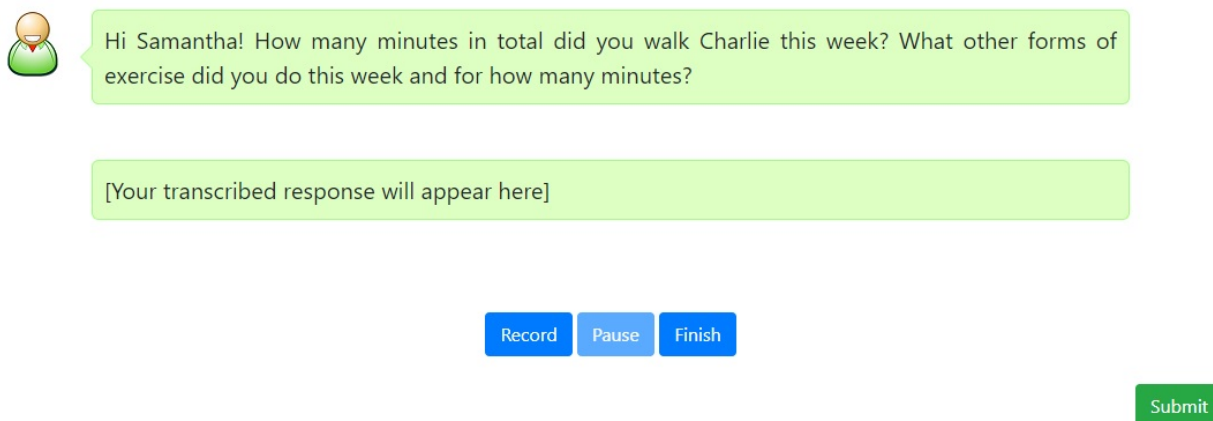 Hi Samantha! How many minutes in total did you walk Charlie this week? What other forms of
exercise did you do this week and for how many minutes?
[Your transcribed response will appear here]
Record Pause Finish
Submit